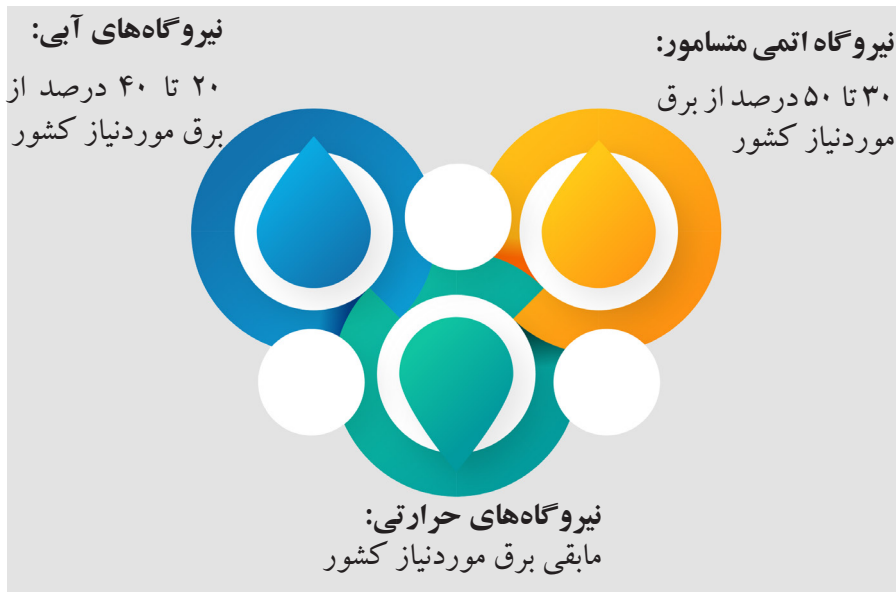 نیروگاه اتمی متسامور:
۳۰ تا ۵۰ درصد از برق
موردنیاز کشور
نیروگاه‌های آبی:
۲۰ تا ۴۰ درصد از
برق موردنیاز کشور
نیروگاه‌های حرارتی:
مابقی برق موردنیاز کشور